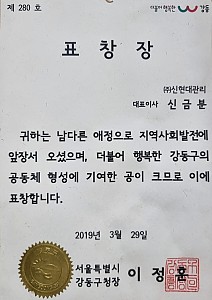 제 280 호
더불어 행복한 강동
표 창 장
㈜신현대관리
대표이사 신금분
귀하는 남다른 애정으로 지역사회발전에
앞장서 오셨으며, 더불어 행복한 강동구의
공동체 형성에 기여한 공이 크므로 이에
표창합니다.
2019년 3월 29일
서울특별시
강동구청장 이 정 훈